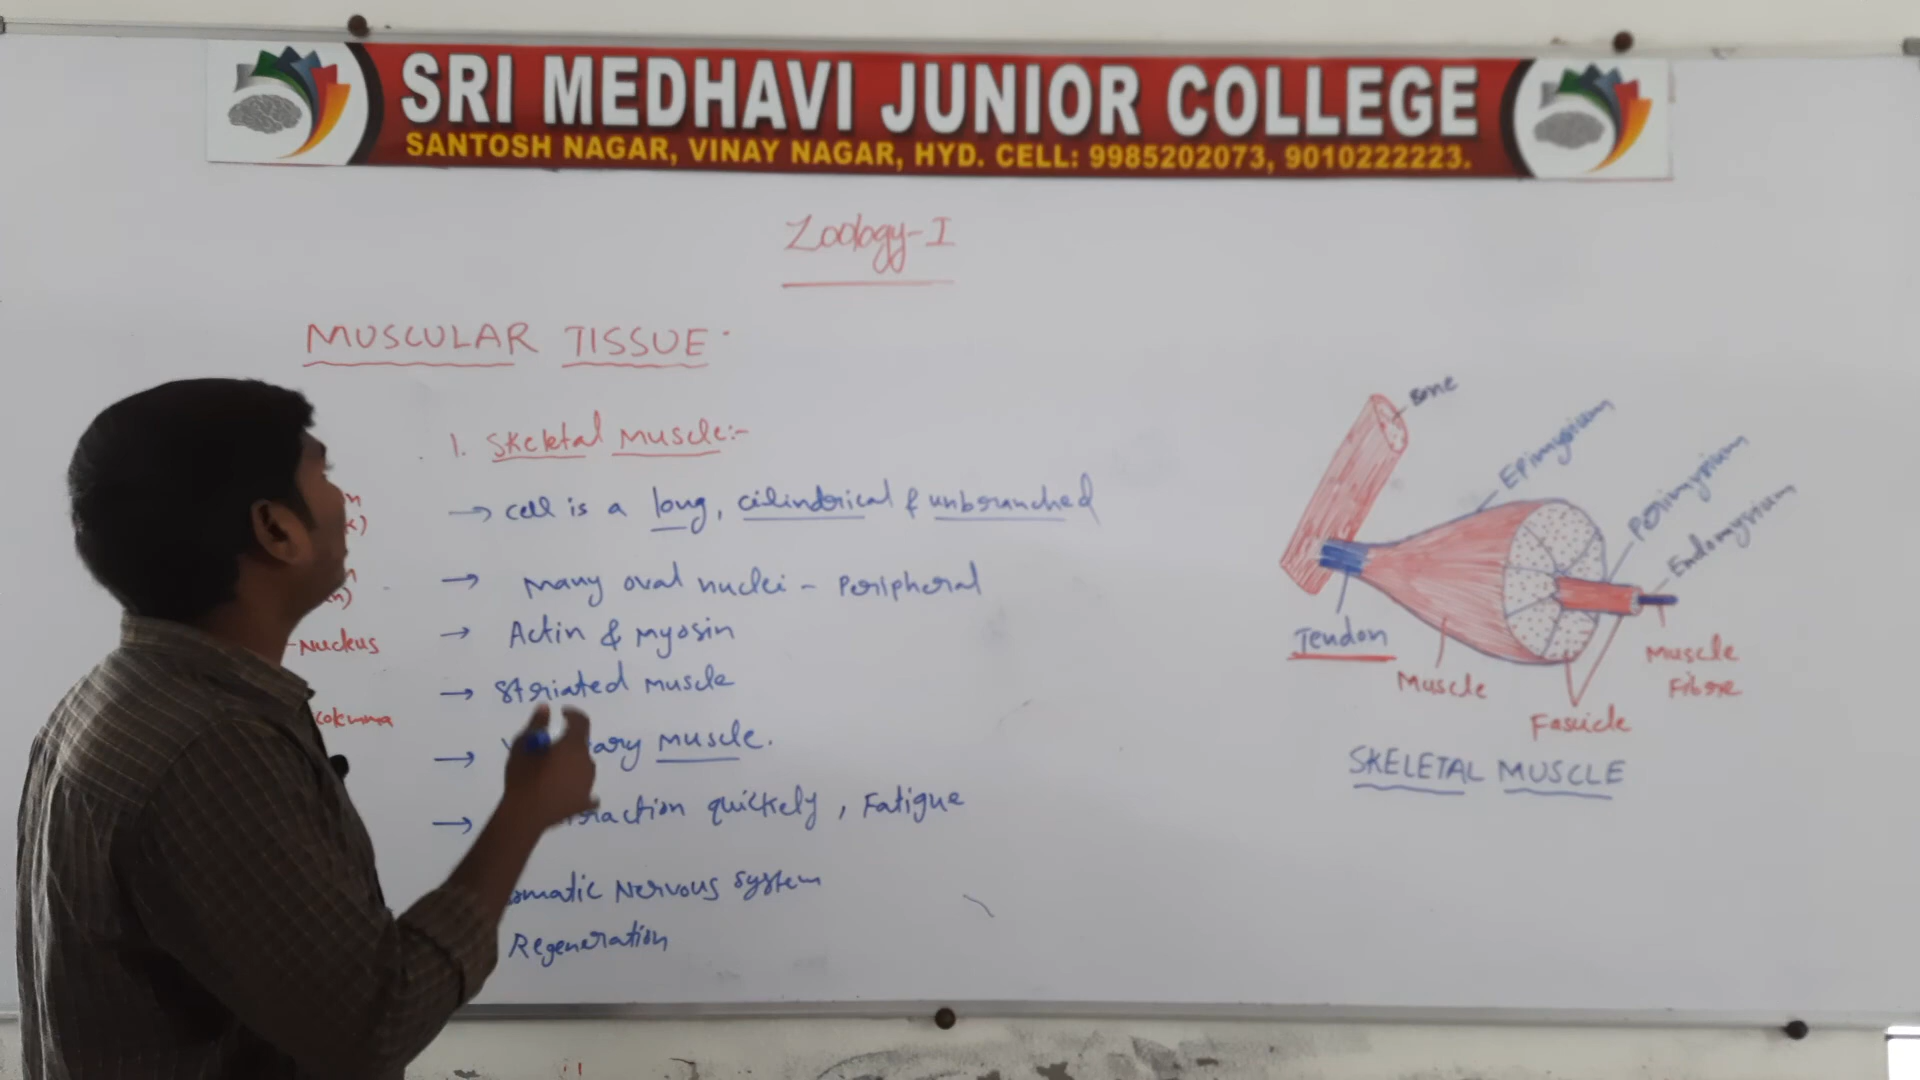 SRI MEDHAVI JUNIOR COLLEGE
SANTOSH NAGAR, VINAY NAGAR, HYD. CELL: 9985202073, 9010222223.
Zoology-I
MUSCULAR TISSUE
1. Skeletal Muscle:-
→ cell is a long, cilindrical & unbranched
→ Many oval nuclei - Peripheral
→ Actin & Myosin
→ Striated Muscle
→ Muscle.
→ quickely, Fatigue
Nervous System
Regeneration
Nucleus
Bone
Epimysium
Perimysium
Endomysium
Tendon
Muscle
Muscle
Fibre
Fasicle
SKELETAL MUSCLE